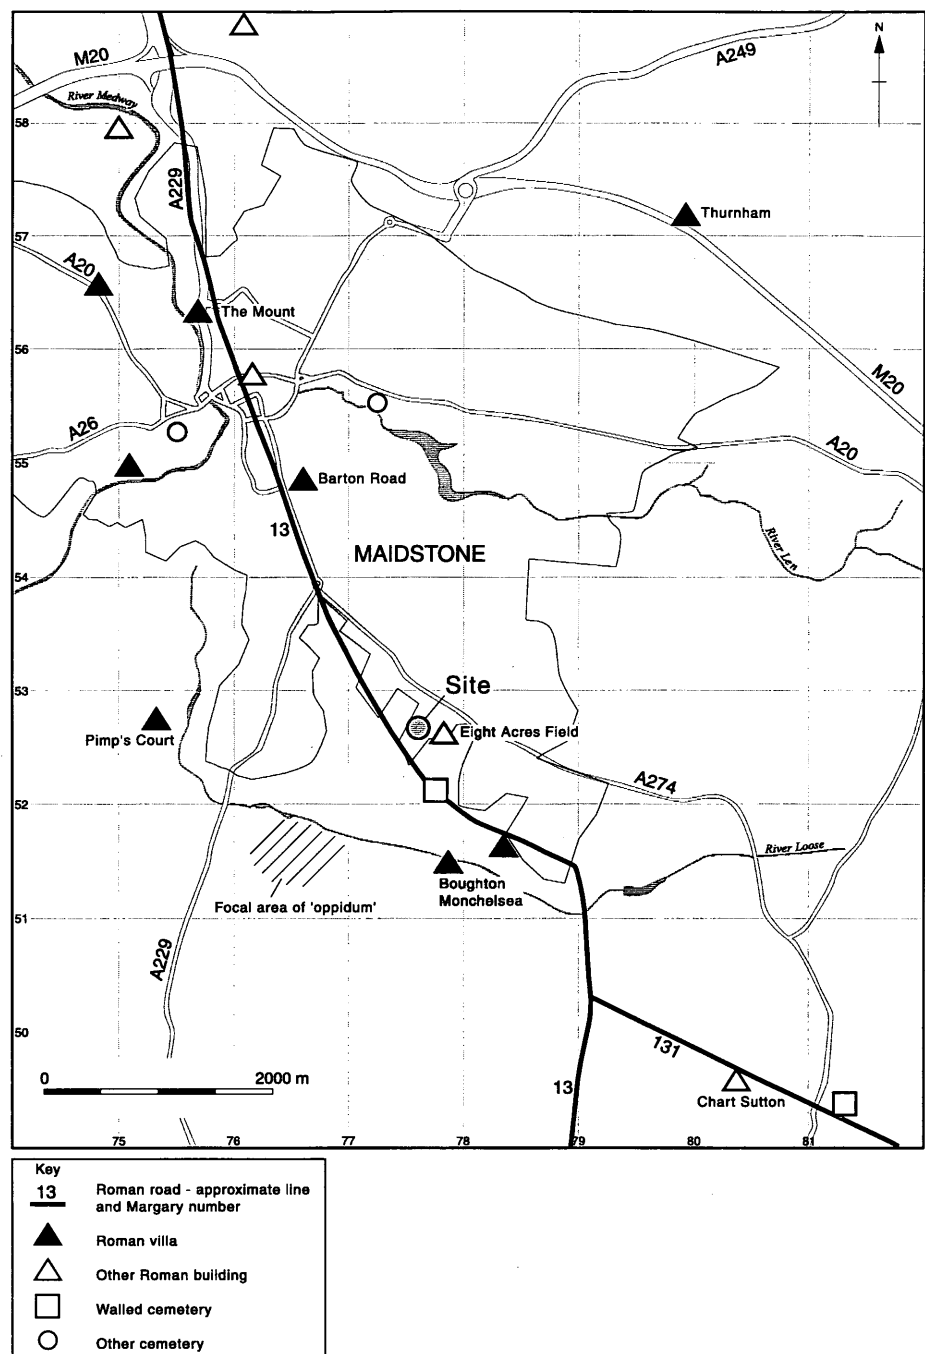 N
M20
A249
River Medway
58
A229
Thurnham
57
A20
The Mount
56
M20
A26
A20
55
Barton Road
13
MAIDSTONE
River Len
54
53
Site
Pimp's Court
Eight Acres Field
A274
52
River Loose
Boughton
Monchelsea
Focal area of 'oppidum'
51
A229
50
131
0 2000 m
13
Chart Sutton
75 76 77 78 79 80 81
Key
13 Roman road - approximate line
and Margary number
Roman villa
Other Roman building
Walled cemetery
Other cemetery